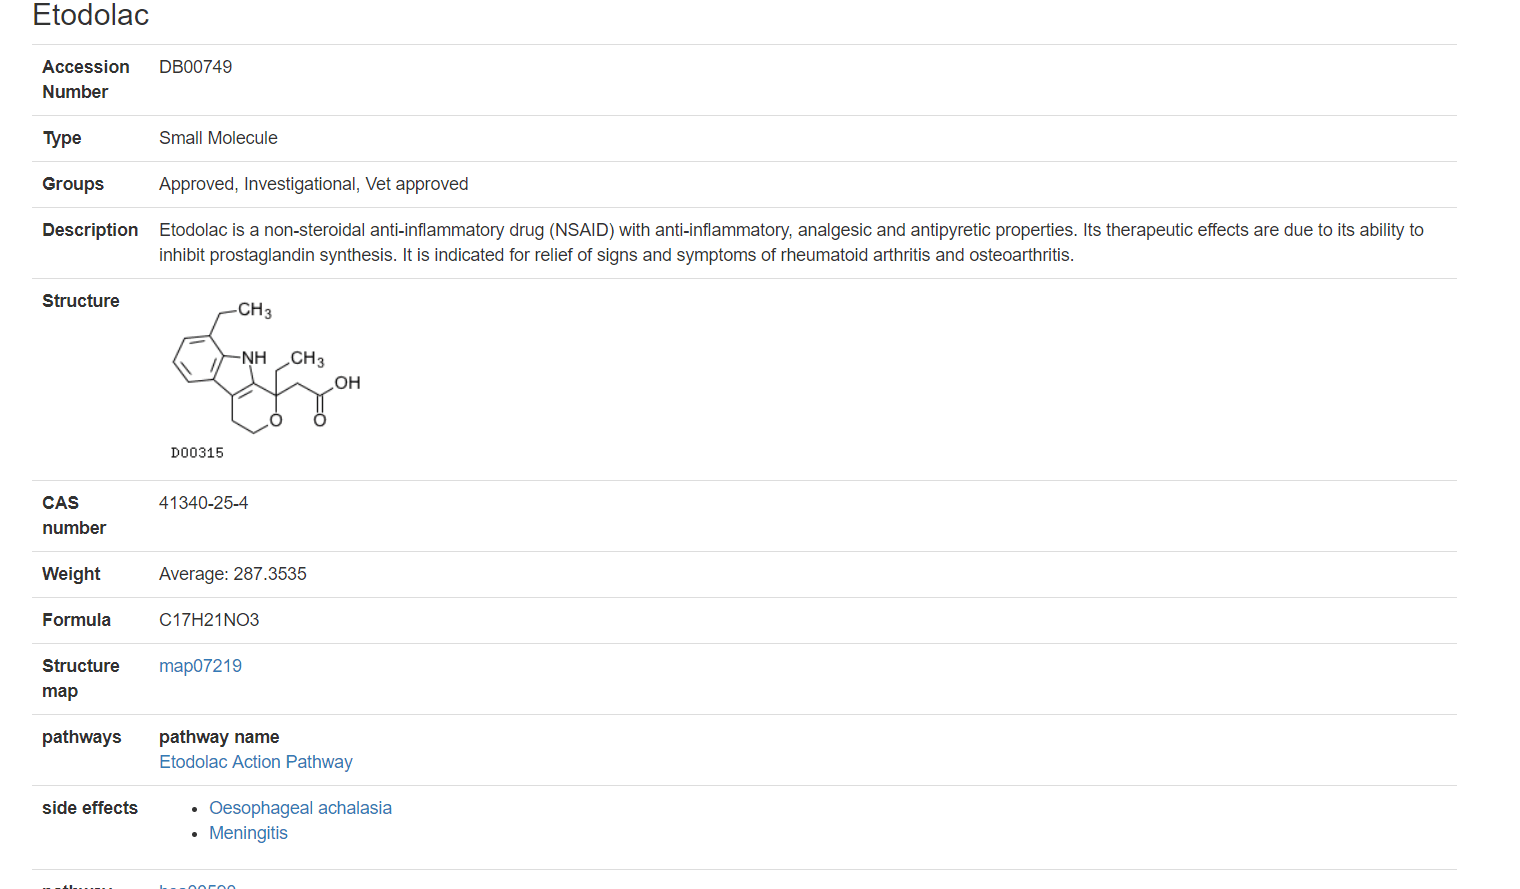 Etodolac
Accession Number DB00749
Type Small Molecule
Groups Approved, Investigational, Vet approved
Description Etodolac is a non-steroidal anti-inflammatory drug (NSAID) with anti-inflammatory, analgesic and antipyretic properties. Its therapeutic effects are due to its ability to
inhibit prostaglandin synthesis. It is indicated for relief of signs and symptoms of rheumatoid arthritis and osteoarthritis.
Structure
CH3
NH CH3
OH
O O
D00315
CAS number 41340-25-4
Weight Average: 287.3535
Formula C17H21NO3
Structure map map07219
pathways pathway name
Etodolac Action Pathway
side effects
• Oesophageal achalasia
• Meningitis